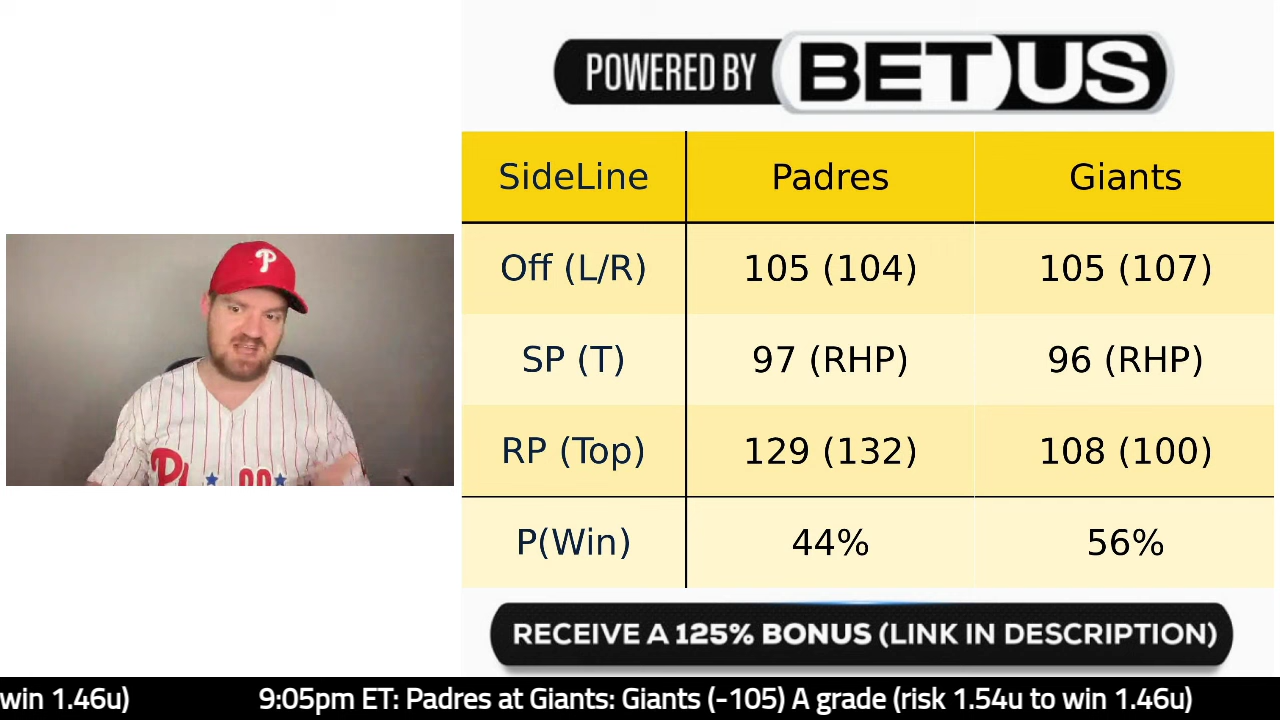 POWERED BY BETUS
SideLine Padres Giants
Off (L/R) 105 (104) 105 (107)
SP (T) 97 (RHP) 96 (RHP)
RP (Top) 129 (132) 108 (100)
P(Win) 44% 56%
P
RECEIVE A 125% BONUS (LINK IN DESCRIPTION)
win 1.46u) 9:05pm ET: Padres at Giants: Giants (-105) A grade (risk 1.54u to win 1.46u)